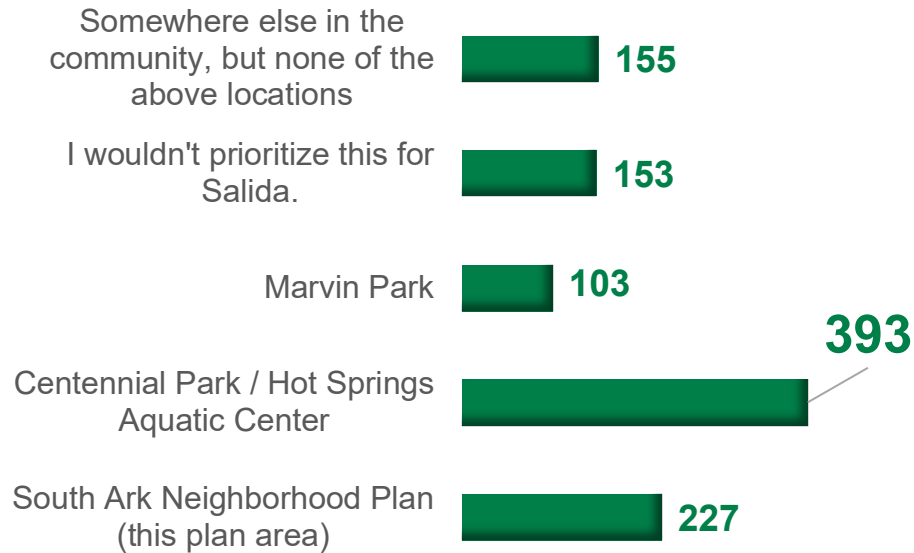 Somewhere else in the
community, but none of the
above locations
155
I wouldn't prioritize this for
Salida.
153
Marvin Park
103
393
Centennial Park / Hot Springs
Aquatic Center
South Ark Neighborhood Plan
(this plan area)
227